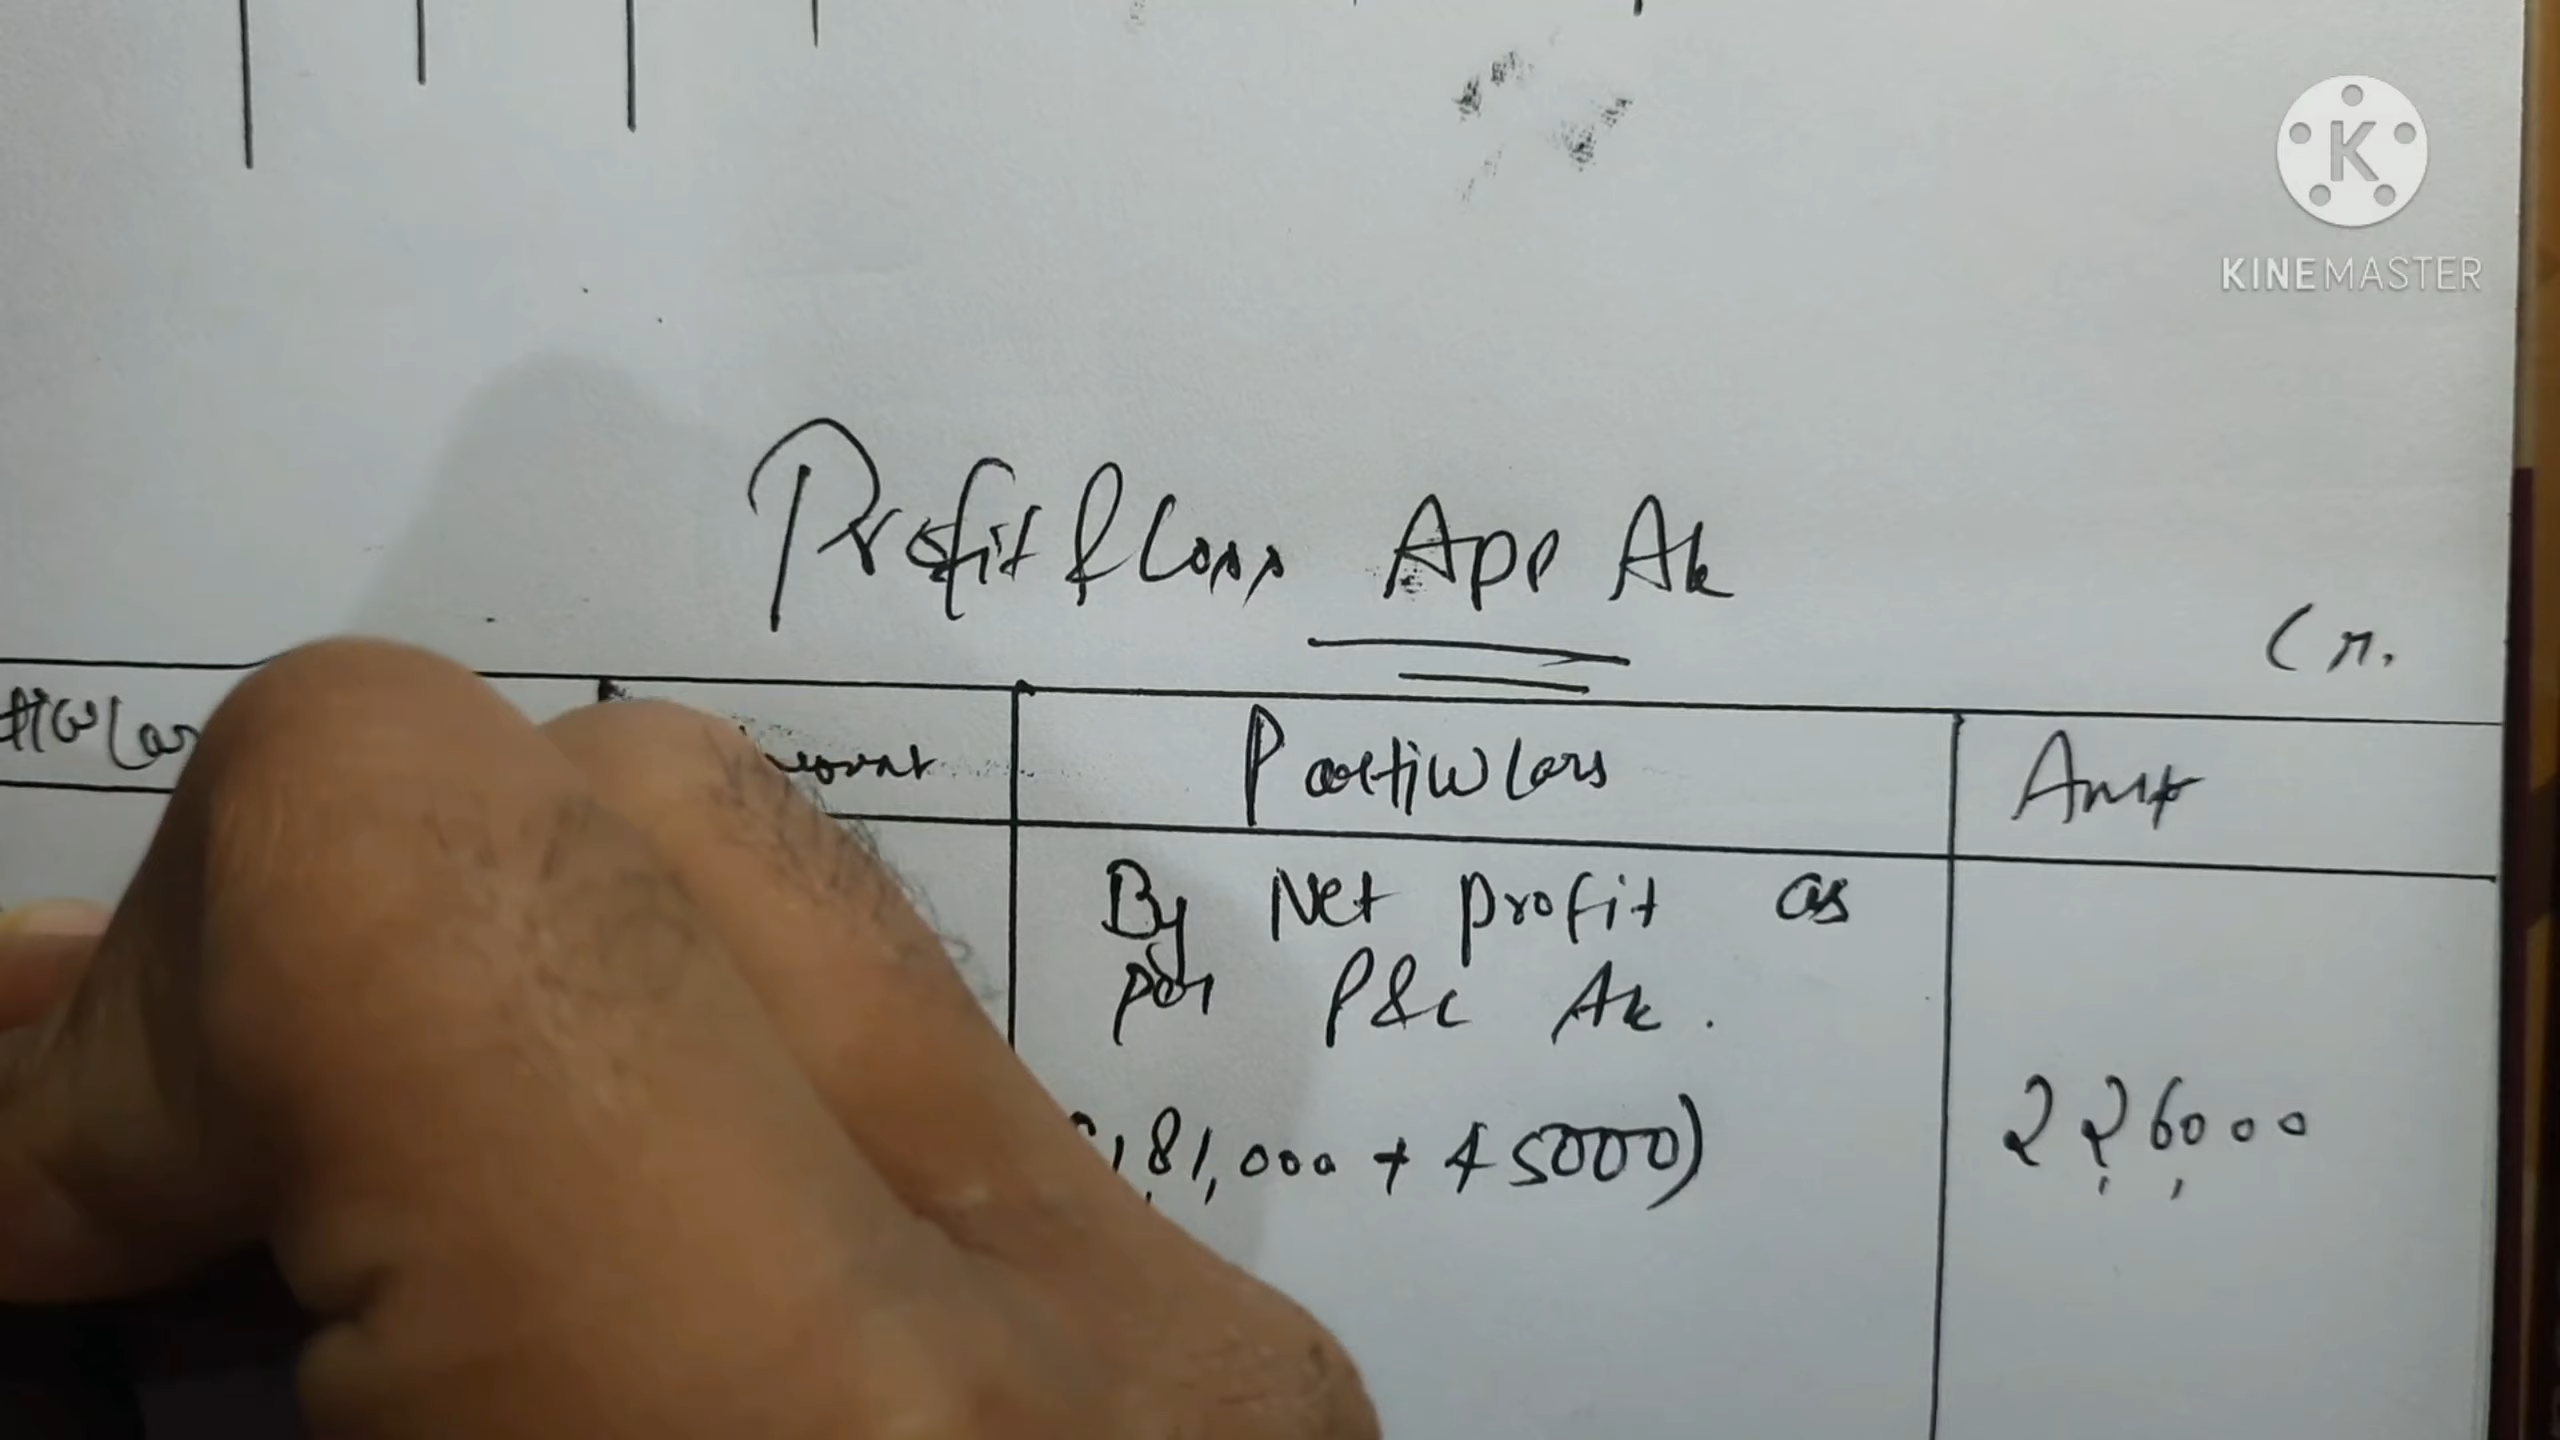 K
KINEMASTER
Profit & Loss App A/c
Cr.
Particulars
Amt
By Net profit as
per P&L A/c.
81,000 + 45000)
2,26,000